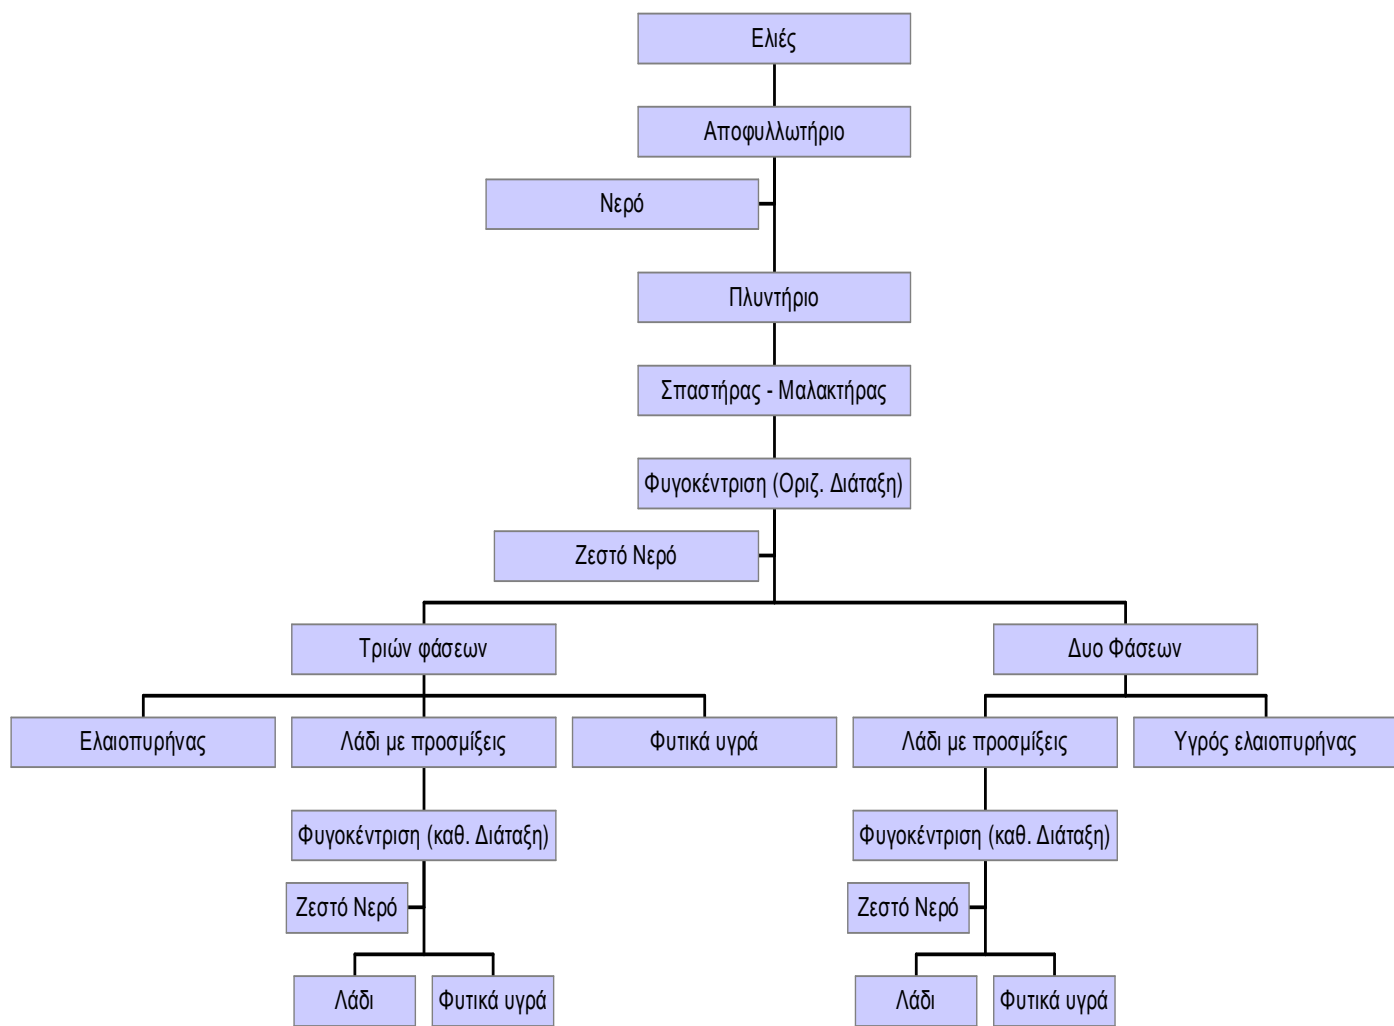 Ελιές
Αποφυλλωτήριο
Νερό
Πλυντήριο
Σπαστήρας - Μαλακτήρας
Φυγοκέντριση (Οριζ. Διάταξη)
Ζεστό Νερό
Τριών φάσεων
Δυο Φάσεων
Ελαιοπυρήνας
Λάδι με προσμίξεις
Φυτικά υγρά
Λάδι με προσμίξεις
Υγρός ελαιοπυρήνας
Φυγοκέντριση (καθ. Διάταξη)
Φυγοκέντριση (καθ. Διάταξη)
Ζεστό Νερό
Ζεστό Νερό
Λάδι
Φυτικά υγρά
Λάδι
Φυτικά υγρά